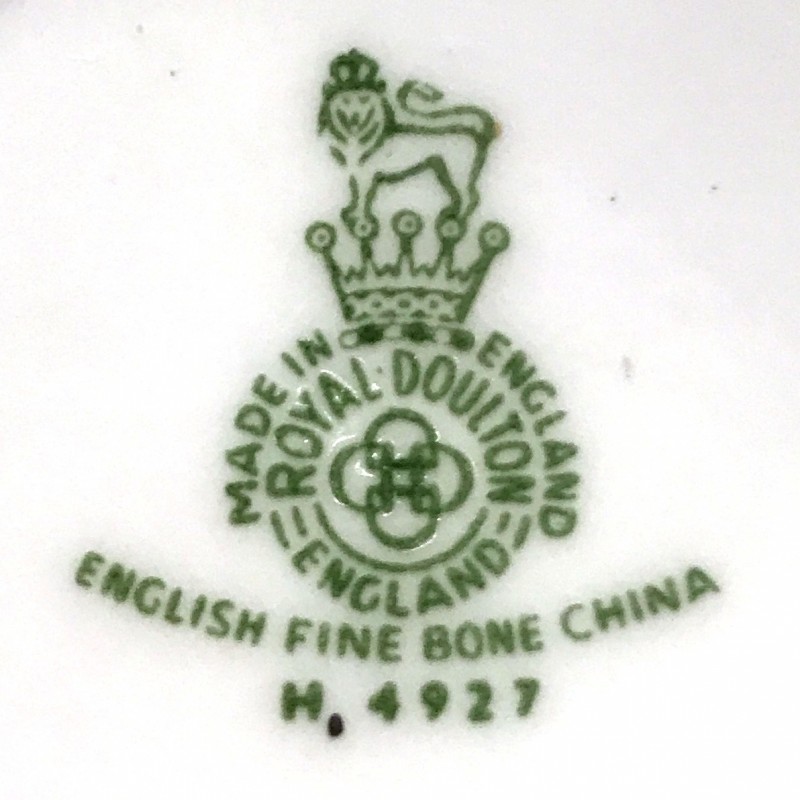 MADE IN ENGLAND
ROYAL DOULTON
ENGLAND
ENGLISH FINE BONE CHINA
H. 4927